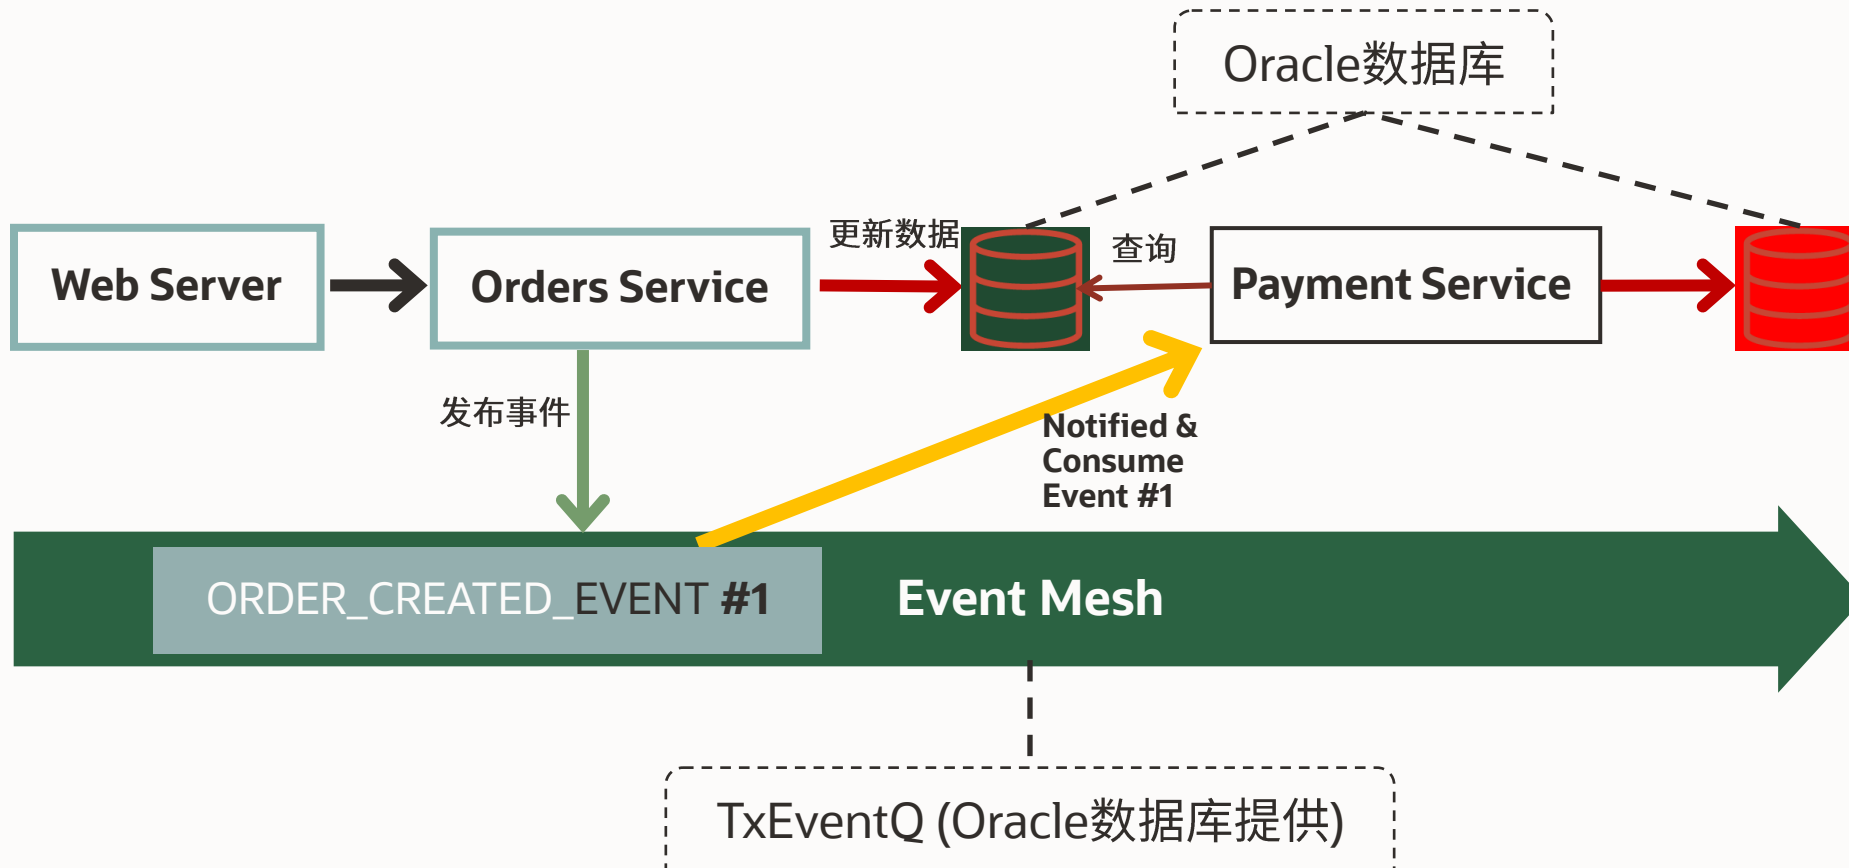 Oracle数据库
更新数据
查询
Web Server
Orders Service
Payment Service
发布事件
Notified &
Consume
Event #1
ORDER_CREATED_EVENT #1
Event Mesh
TxEventQ (Oracle数据库提供)